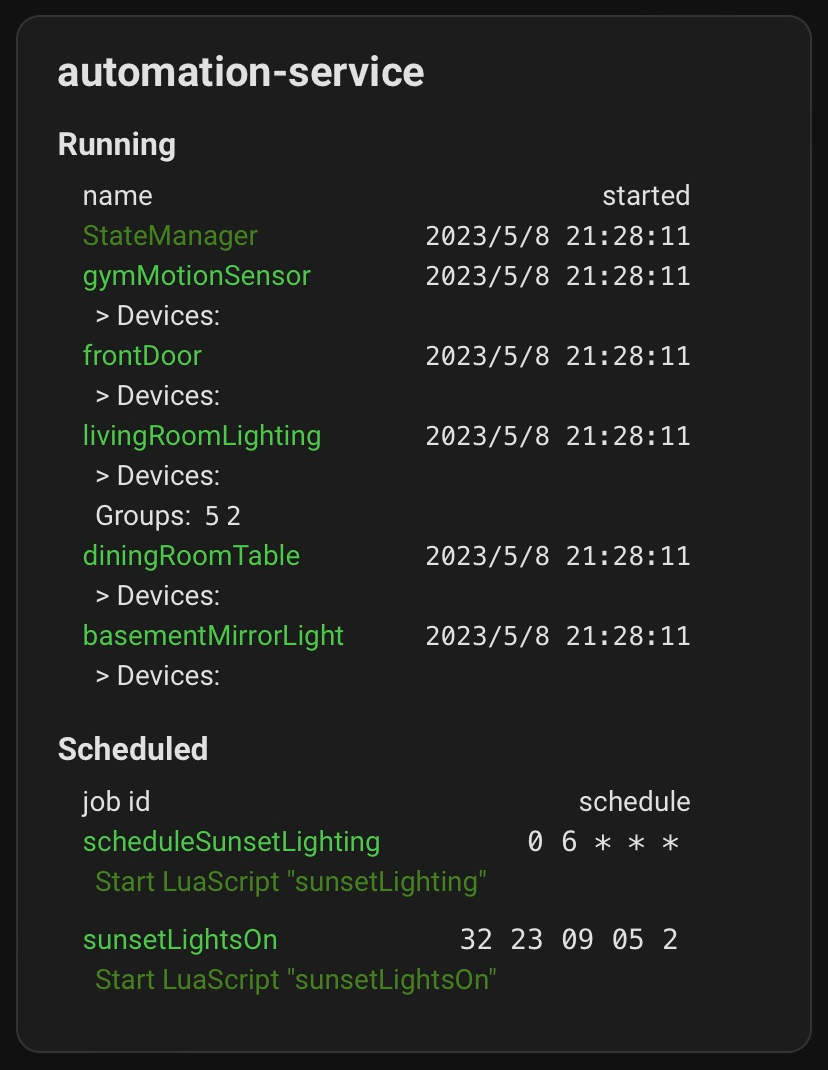 automation-service
Running
name started
StateManager 2023/5/8 21:28:11
gymMotionSensor 2023/5/8 21:28:11
> Devices:
frontDoor 2023/5/8 21:28:11
> Devices:
livingRoomLighting 2023/5/8 21:28:11
> Devices:
Groups: 5 2
diningRoomTable 2023/5/8 21:28:11
> Devices:
basementMirrorLight 2023/5/8 21:28:11
> Devices:
Scheduled
job id schedule
scheduleSunsetLighting 0 6 * * *
Start LuaScript "sunsetLighting"
sunsetLightsOn 32 23 09 05 2
Start LuaScript "sunsetLightsOn"